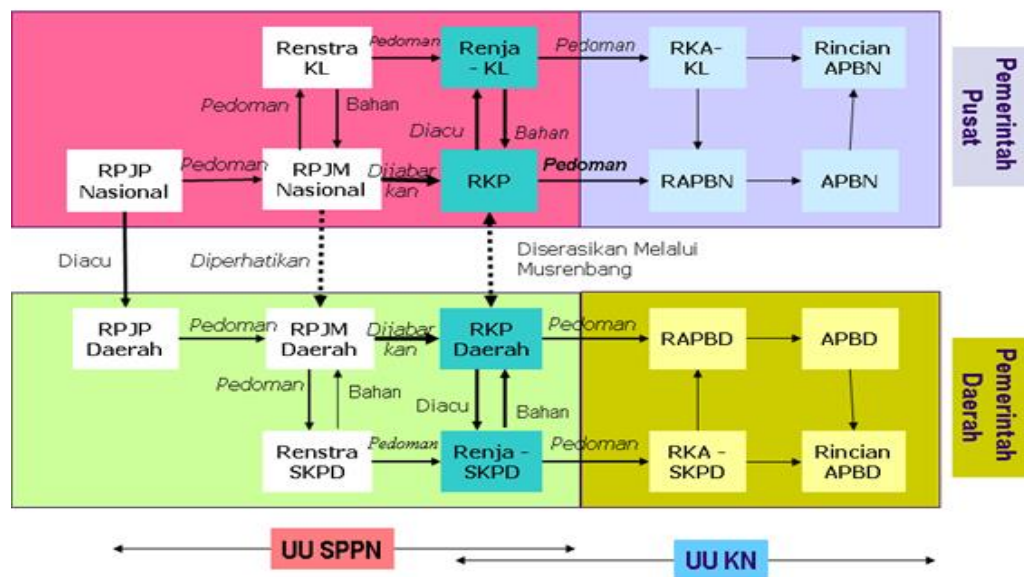 Renstra
KL
Pedoman
Renja
- KL
Pedoman
RKA-
KL
Rincian
APBN
Pemerintah
Pusat
Pedoman
Bahan
Diacu
Bahan
RPJP
Nasional
Pedoman
RPJM
Nasional
Dijabar
kan
RKP
Pedoman
RAPBN
APBN
Diacu
Diperhatikan
Diserasikan Melalui
Musrenbang
RPJP
Daerah
Pedoman
RPJM
Daerah
Dijabar
kan
RKP
Daerah
Pedoman
RAPBD
APBD
Pemerintah
Daerah
Pedoman
Bahan
Diacu
Bahan
Renstra
SKPD
Pedoman
Renja -
SKPD
Pedoman
RKA -
SKPD
Rincian
APBD
UU SPPN
UU KN